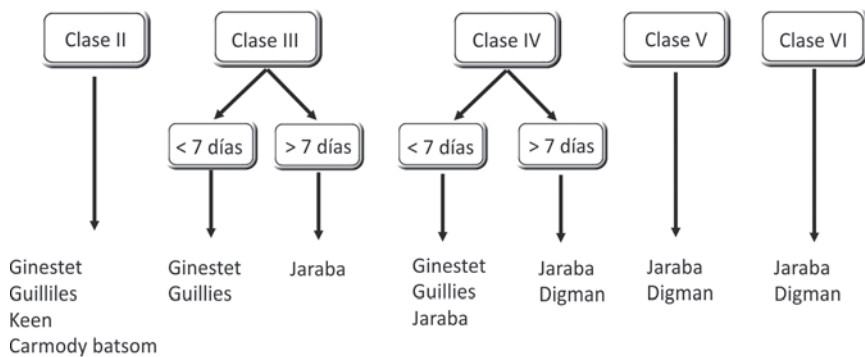 Clase II
Clase III
Clase IV
Clase V
Clase VI
< 7 días
> 7 días
< 7 días
> 7 días
Ginestet
Guilliles
Keen
Carmody batsom
Ginestet
Guillies
Jaraba
Ginestet
Guillies
Jaraba
Jaraba
Digman
Jaraba
Digman
Jaraba
Digman